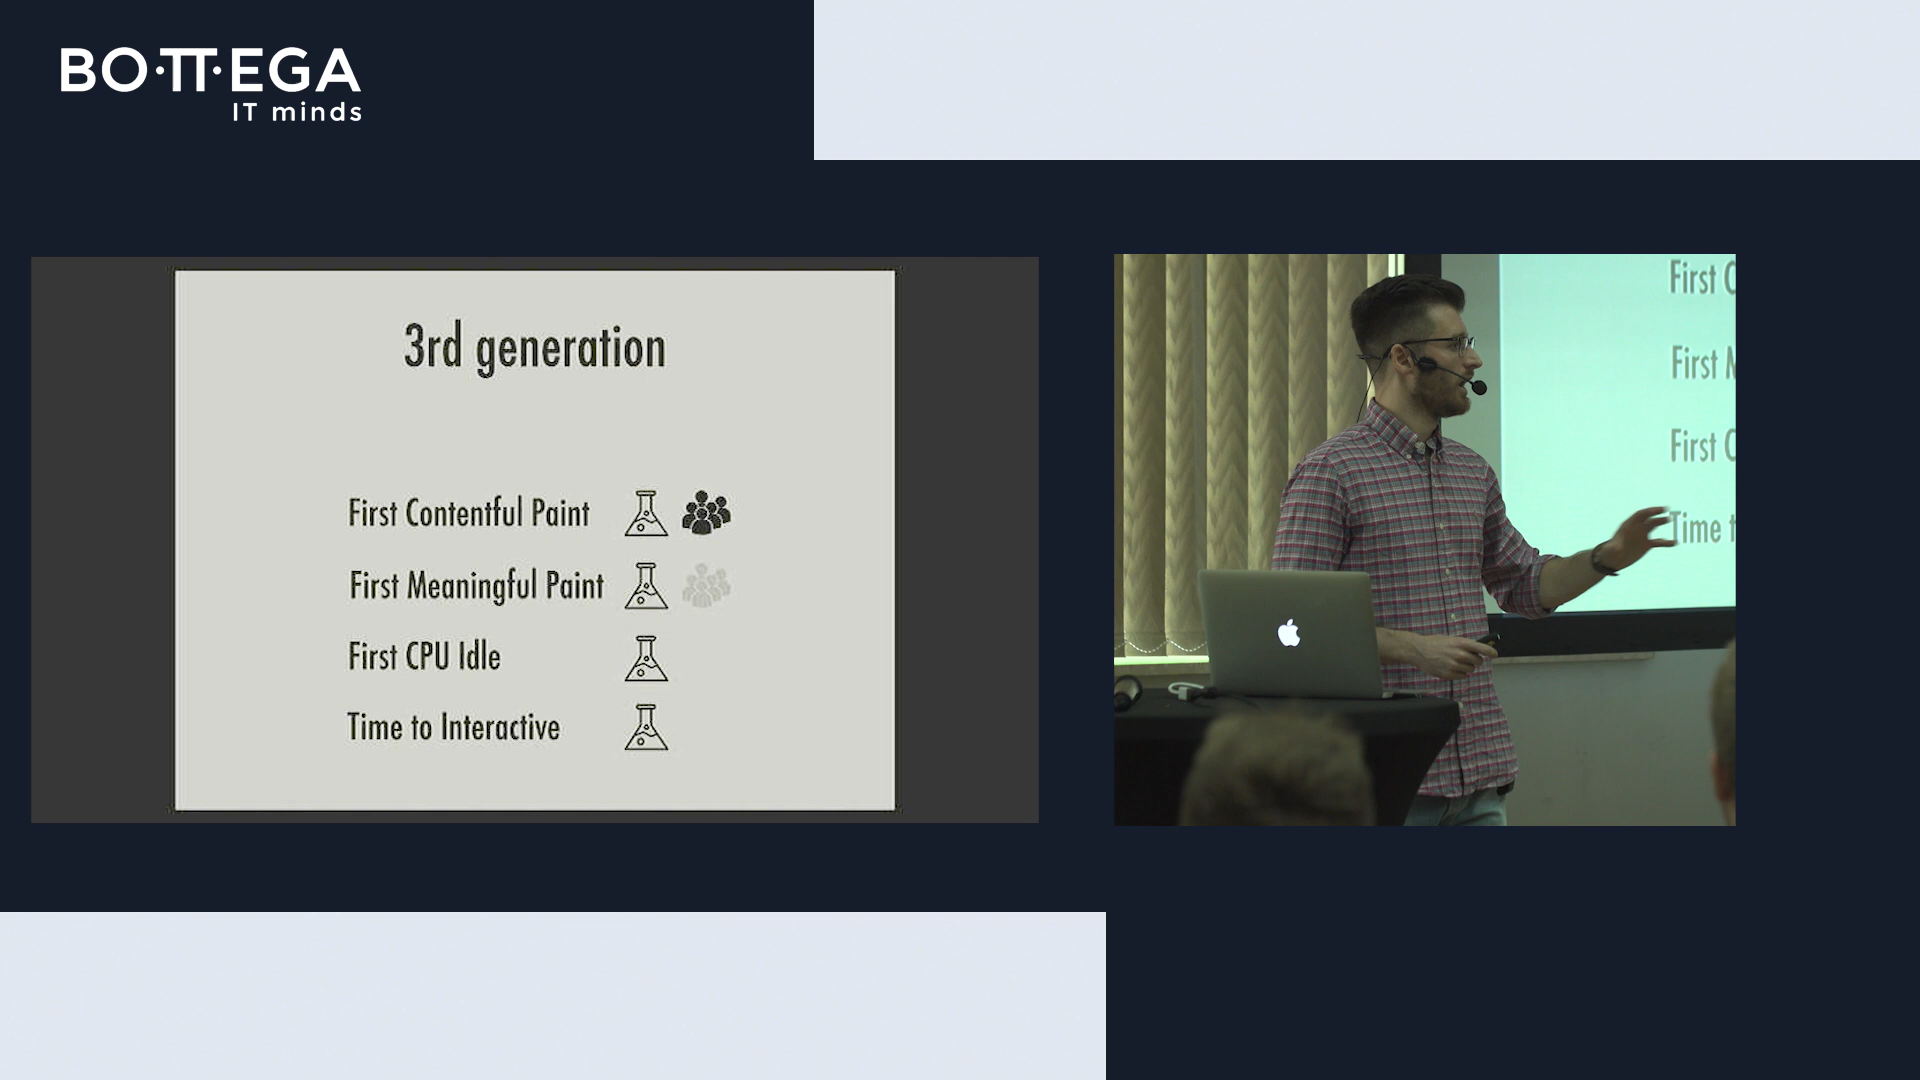 BO·TT·EGA
IT minds
3rd generation
First Contentful Paint
First Meaningful Paint
First CPU Idle
Time to Interactive
First C
First M
First C
Time t